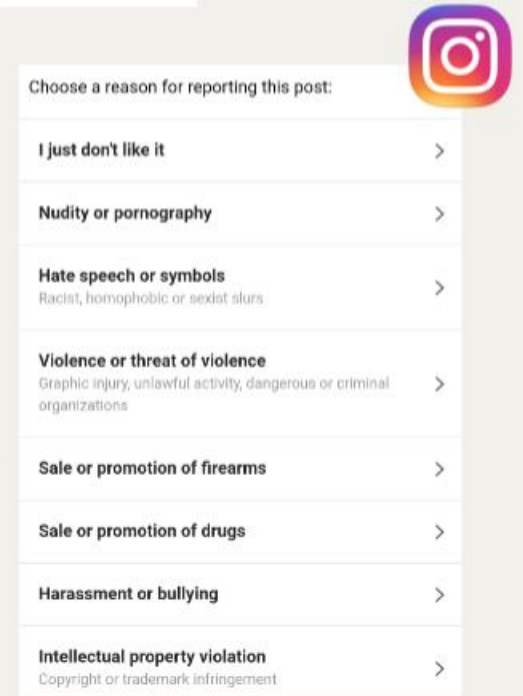 Choose a reason for reporting this post:
I just don't like it
Nudity or pornography
Hate speech or symbols
Racist, homophobic or sexist slurs
Violence or threat of violence
Graphic injury, unlawful activity, dangerous or criminal
organizations
Sale or promotion of firearms
Sale or promotion of drugs
Harassment or bullying
Intellectual property violation
Copyright or trademark infringement